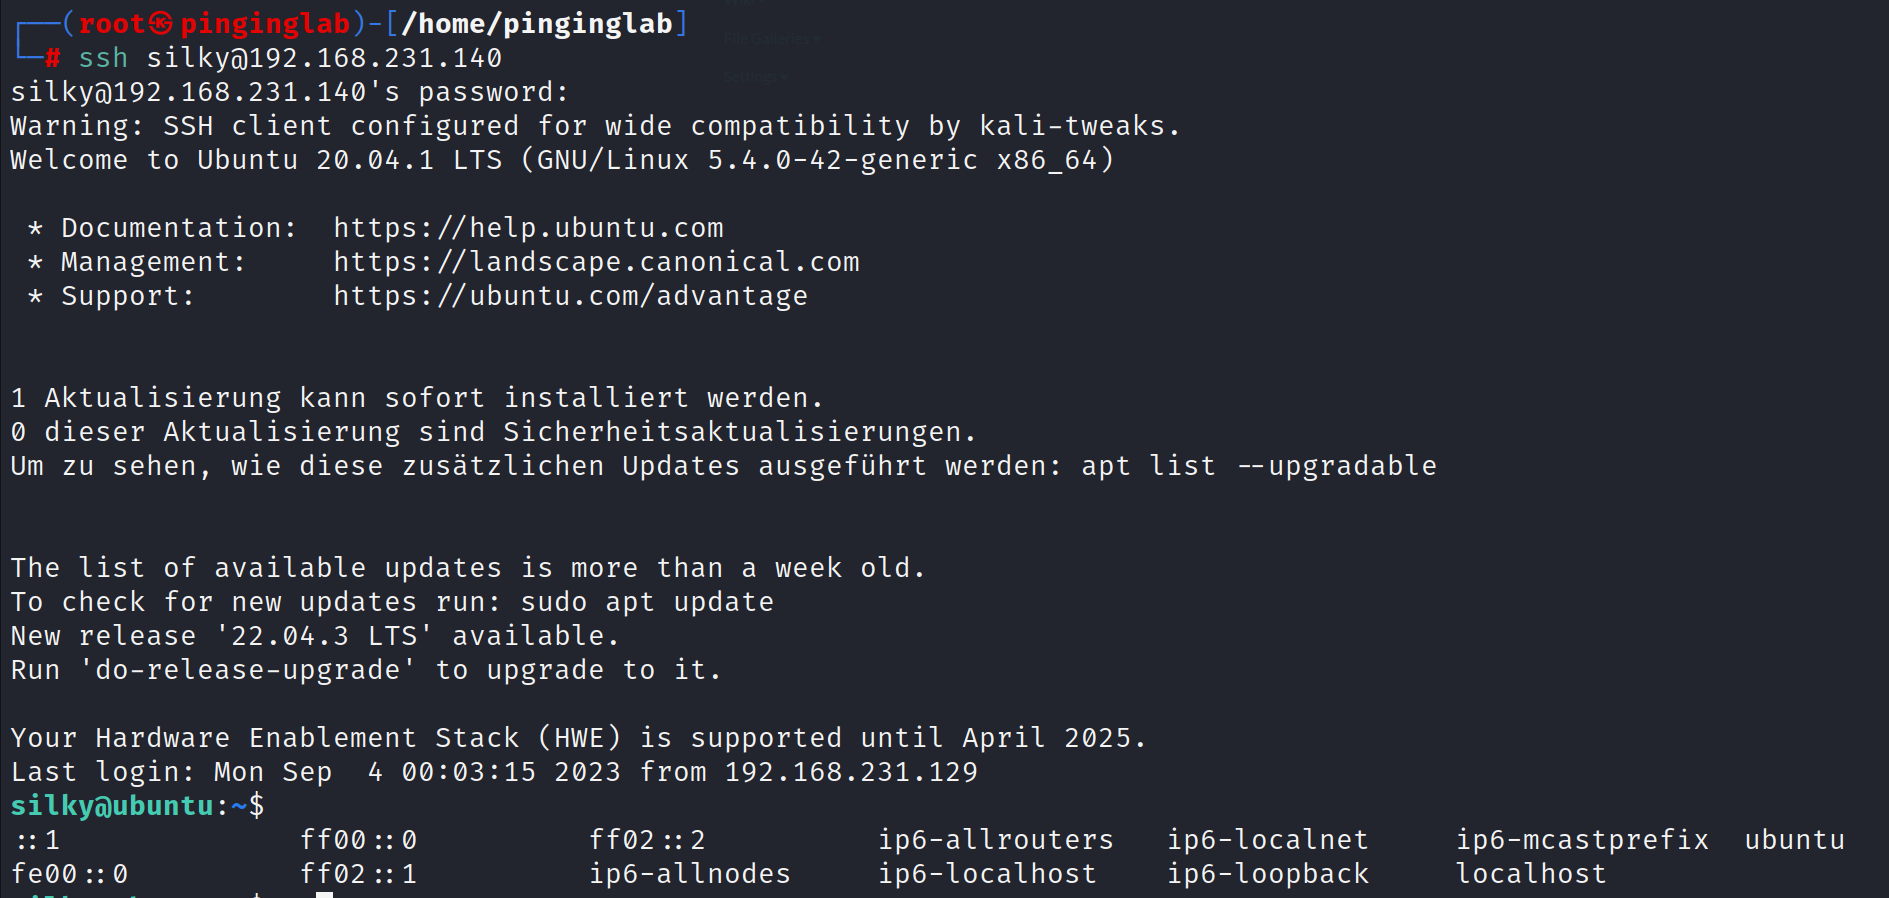 ┌──(root㉿pinginglab)-[/home/pinginglab]
└─# ssh silky@192.168.231.140
silky@192.168.231.140's password:
Warning: SSH client configured for wide compatibility by kali-tweaks.
Welcome to Ubuntu 20.04.1 LTS (GNU/Linux 5.4.0-42-generic x86_64)
* Documentation: https://help.ubuntu.com
* Management: https://landscape.canonical.com
* Support: https://ubuntu.com/advantage
1 Aktualisierung kann sofort installiert werden.
0 dieser Aktualisierung sind Sicherheitsaktualisierungen.
Um zu sehen, wie diese zusätzlichen Updates ausgeführt werden: apt list --upgradable
The list of available updates is more than a week old.
To check for new updates run: sudo apt update
New release '22.04.3 LTS' available.
Run 'do-release-upgrade' to upgrade to it.
Your Hardware Enablement Stack (HWE) is supported until April 2025.
Last login: Mon Sep 4 00:03:15 2023 from 192.168.231.129
silky@ubuntu:~$
::1 ff00::0 ff02::2 ip6-allrouters ip6-localnet ip6-mcastprefix ubuntu
fe00::0 ff02::1 ip6-allnodes ip6-localhost ip6-loopback localhost